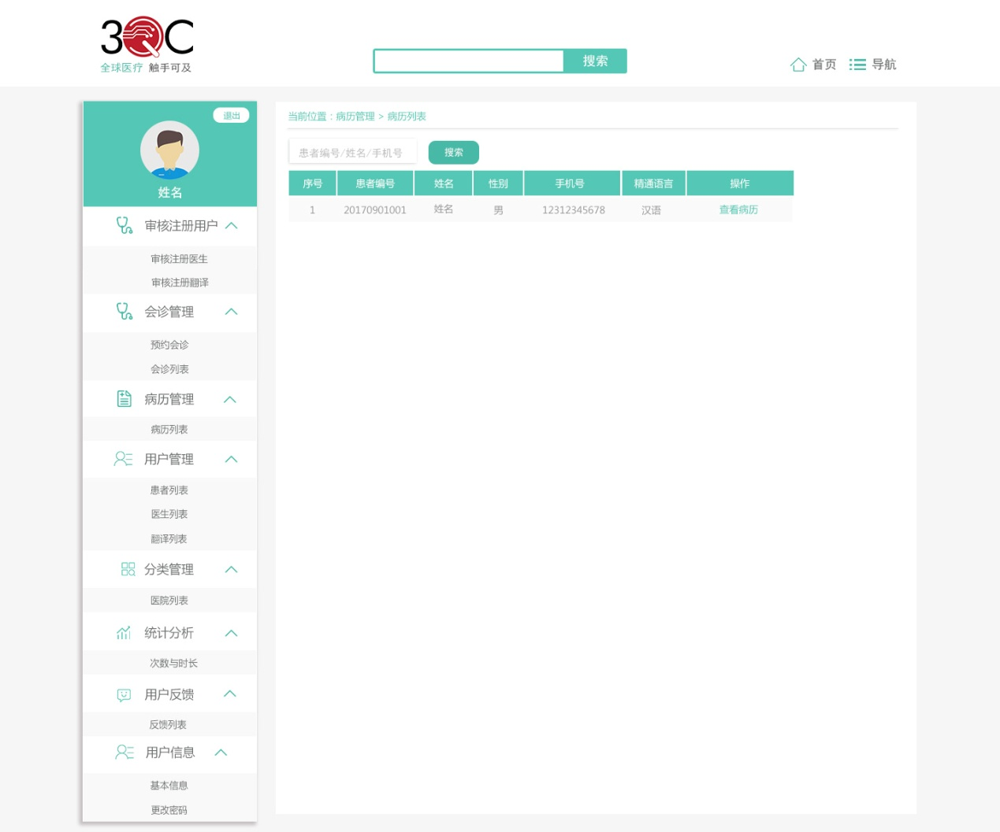 3QC
全球医疗 触手可及
搜索
首页
导航
退出
姓名
审核注册用户
审核注册医生
审核注册翻译
会诊管理
预约会诊
会诊列表
病历管理
病历列表
用户管理
患者列表
医生列表
翻译列表
分类管理
医院列表
统计分析
次数与时长
用户反馈
反馈列表
用户信息
基本信息
更改密码
当前位置：病历管理 > 病历列表
患者编号/姓名/手机号 搜索
序号 患者编号 姓名 性别 手机号 精通语言 操作
1 20170901001 姓名 男 12312345678 汉语 查看病历